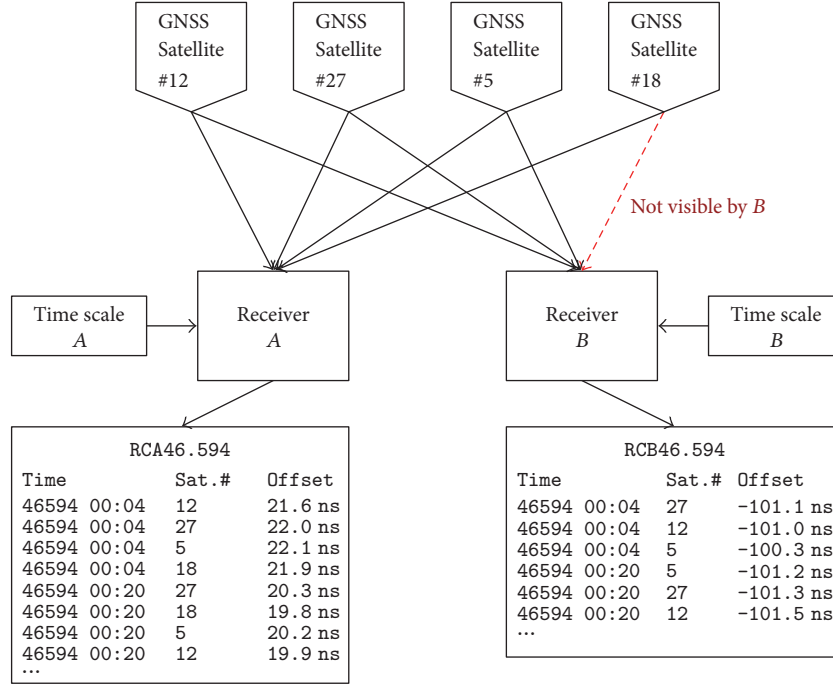 GNSS
Satellite
#12
GNSS
Satellite
#27
GNSS
Satellite
#5
GNSS
Satellite
#18
Not visible by B
Time scale
A
Receiver
A
Receiver
B
Time scale
B
RCA46.594
Time Sat.# Offset
46594 00:04 12 21.6 ns
46594 00:04 27 22.0 ns
46594 00:04 5 22.1 ns
46594 00:04 18 21.9 ns
46594 00:20 27 20.3 ns
46594 00:20 18 19.8 ns
46594 00:20 5 20.2 ns
46594 00:20 12 19.9 ns
...
RCB46.594
Time Sat.# Offset
46594 00:04 27 -101.1 ns
46594 00:04 12 -101.0 ns
46594 00:04 5 -100.3 ns
46594 00:20 5 -101.2 ns
46594 00:20 27 -101.3 ns
46594 00:20 12 -101.5 ns
...